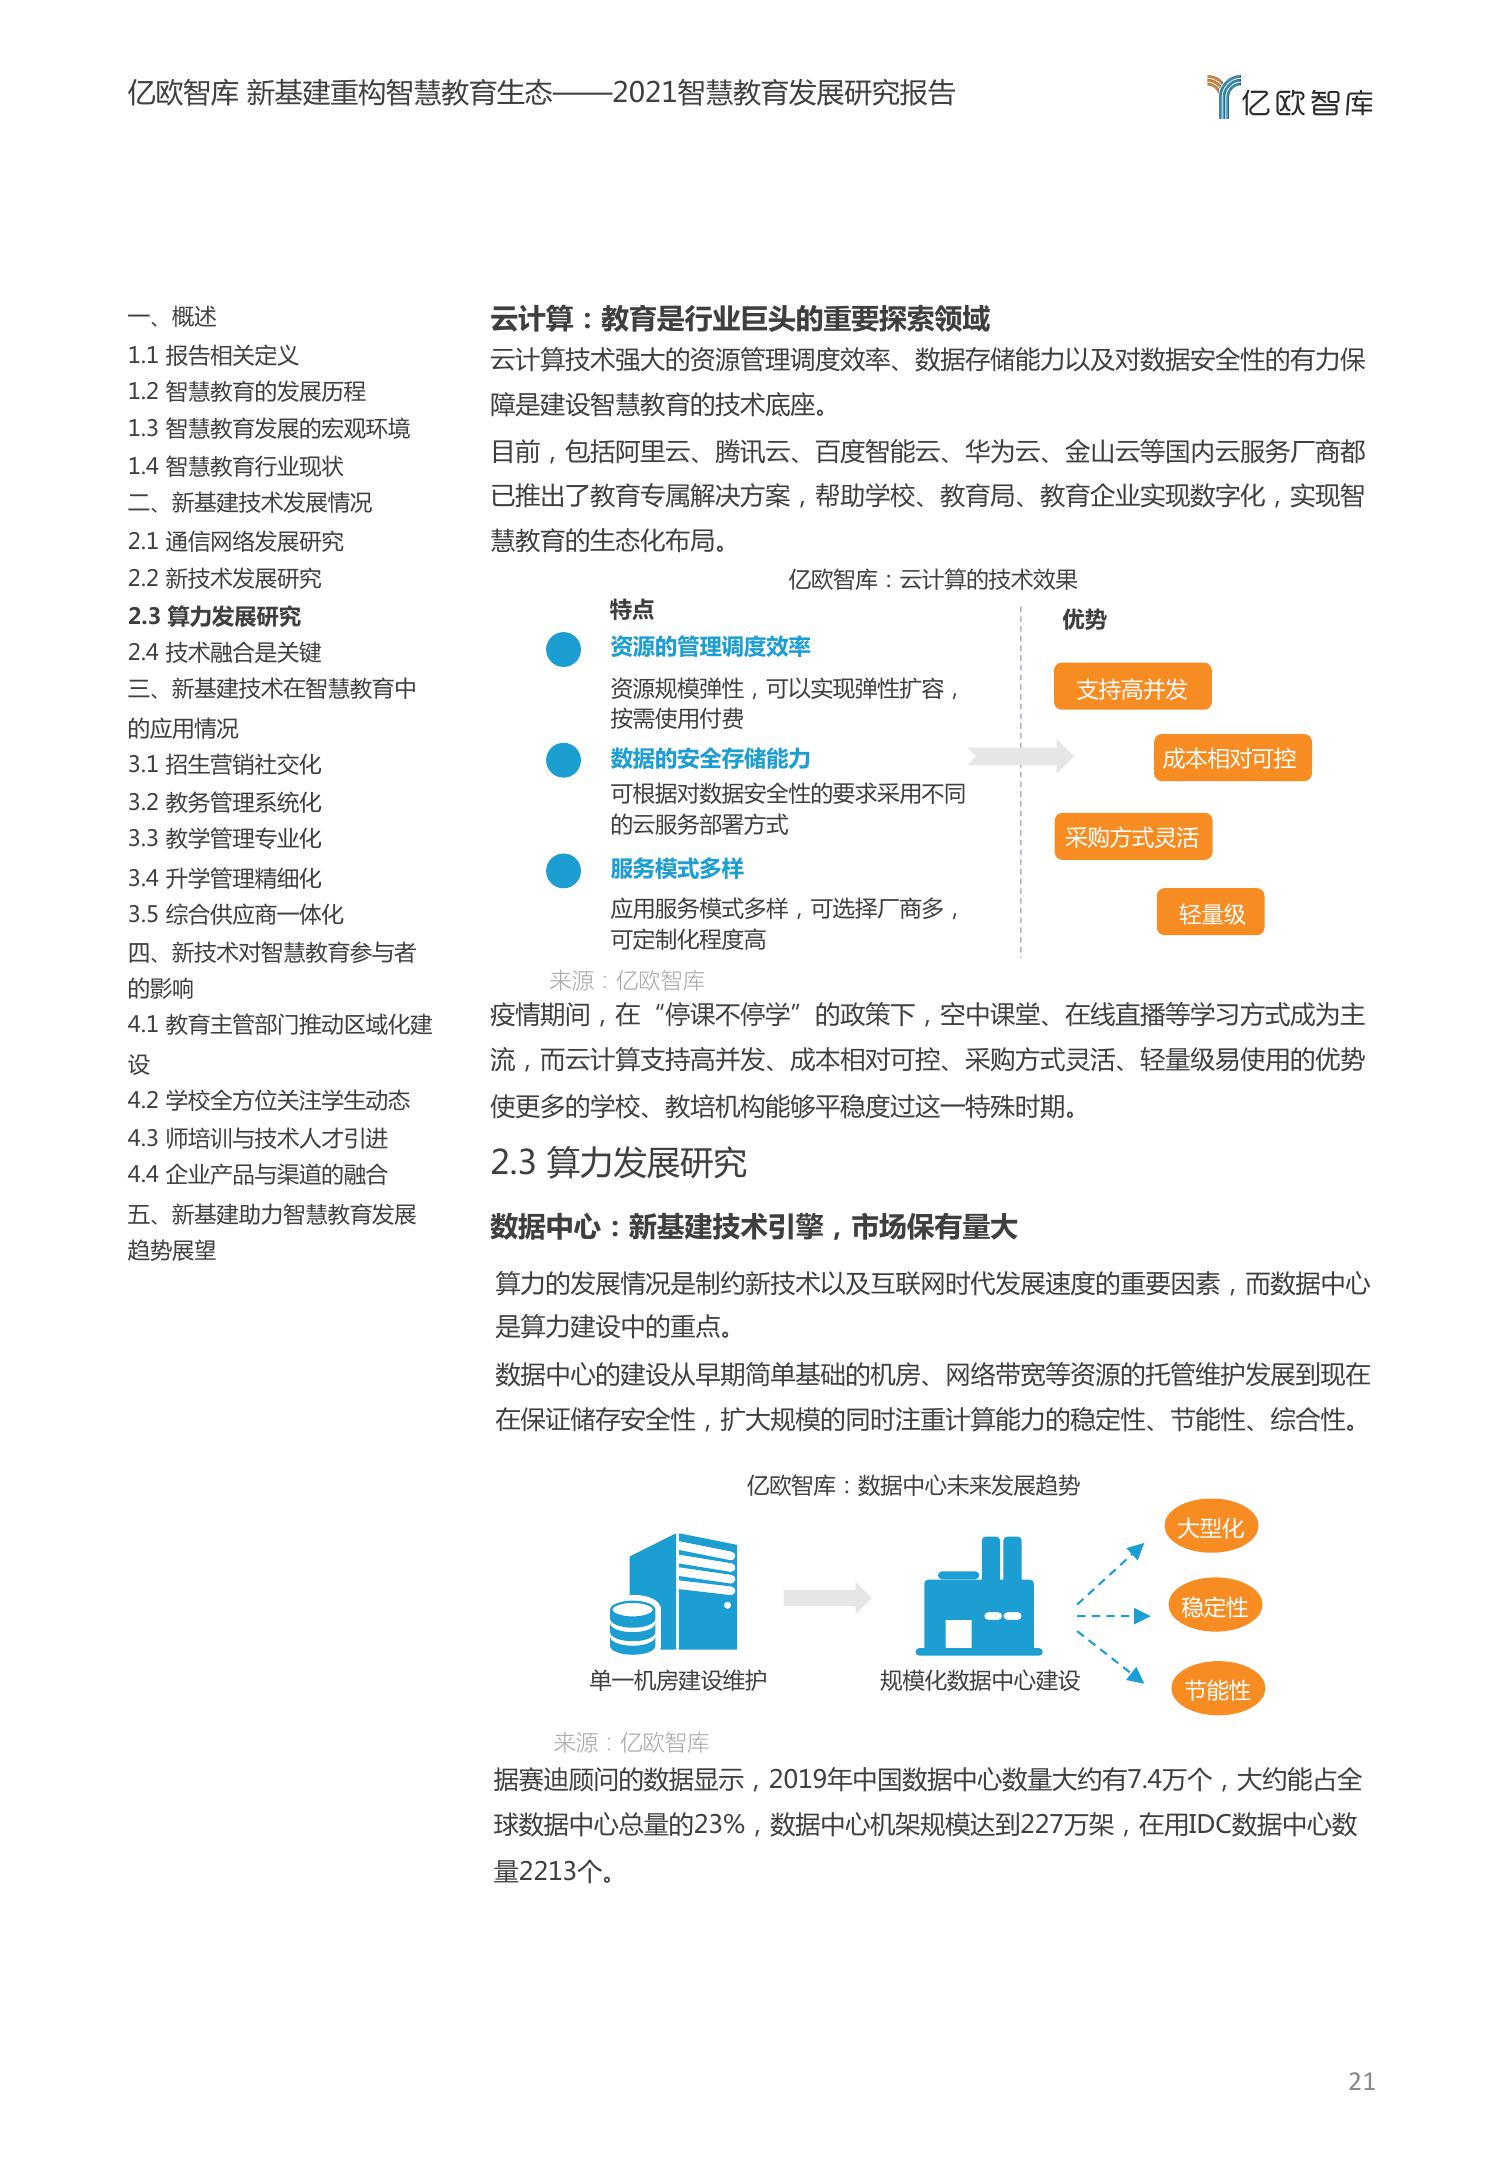 亿欧智库 新基建重构智慧教育生态——2021智慧教育发展研究报告
亿欧智库
一、概述
1.1 报告相关定义
1.2 智慧教育的发展历程
1.3 智慧教育发展的宏观环境
1.4 智慧教育行业现状
二、新基建技术发展情况
2.1 通信网络发展研究
2.2 新技术发展研究
2.3 算力发展研究
2.4 技术融合是关键
三、新基建技术在智慧教育中
的应用情况
3.1 招生营销社交化
3.2 教务管理系统化
3.3 教学管理专业化
3.4 升学管理精细化
3.5 综合供应商一体化
四、新技术对智慧教育参与者
的影响
4.1 教育主管部门推动区域化建
设
4.2 学校全方位关注学生动态
4.3 师培训与技术人才引进
4.4 企业产品与渠道的融合
五、新基建助力智慧教育发展
趋势展望
云计算：教育是行业巨头的重要探索领域
云计算技术强大的资源管理调度效率、数据存储能力以及对数据安全性的有力保
障是建设智慧教育的技术底座。
目前，包括阿里云、腾讯云、百度智能云、华为云、金山云等国内云服务厂商都
已推出了教育专属解决方案，帮助学校、教育局、教育企业实现数字化，实现智
慧教育的生态化布局。
亿欧智库：云计算的技术效果
特点
资源的管理调度效率
资源规模弹性，可以实现弹性扩容，
按需使用付费
数据的安全存储能力
可根据对数据安全性的要求采用不同
的云服务部署方式
服务模式多样
应用服务模式多样，可选择厂商多，
可定制化程度高
优势
支持高并发
成本相对可控
采购方式灵活
轻量级
来源：亿欧智库
疫情期间，在“停课不停学”的政策下，空中课堂、在线直播等学习方式成为主
流，而云计算支持高并发、成本相对可控、采购方式灵活、轻量级易使用的优势
使更多的学校、教培机构能够平稳度过这一特殊时期。
2.3 算力发展研究
数据中心：新基建技术引擎，市场保有量大
算力的发展情况是制约新技术以及互联网时代发展速度的重要因素，而数据中心
是算力建设中的重点。
数据中心的建设从早期简单基础的机房、网络带宽等资源的托管维护发展到现在
在保证储存安全性，扩大规模的同时注重计算能力的稳定性、节能性、综合性。
亿欧智库：数据中心未来发展趋势
单一机房建设维护
规模化数据中心建设
大型化
稳定性
节能性
来源：亿欧智库
据赛迪顾问的数据显示，2019年中国数据中心数量大约有7.4万个，大约能占全
球数据中心总量的23%，数据中心机架规模达到227万架，在用IDC数据中心数
量2213个。
21